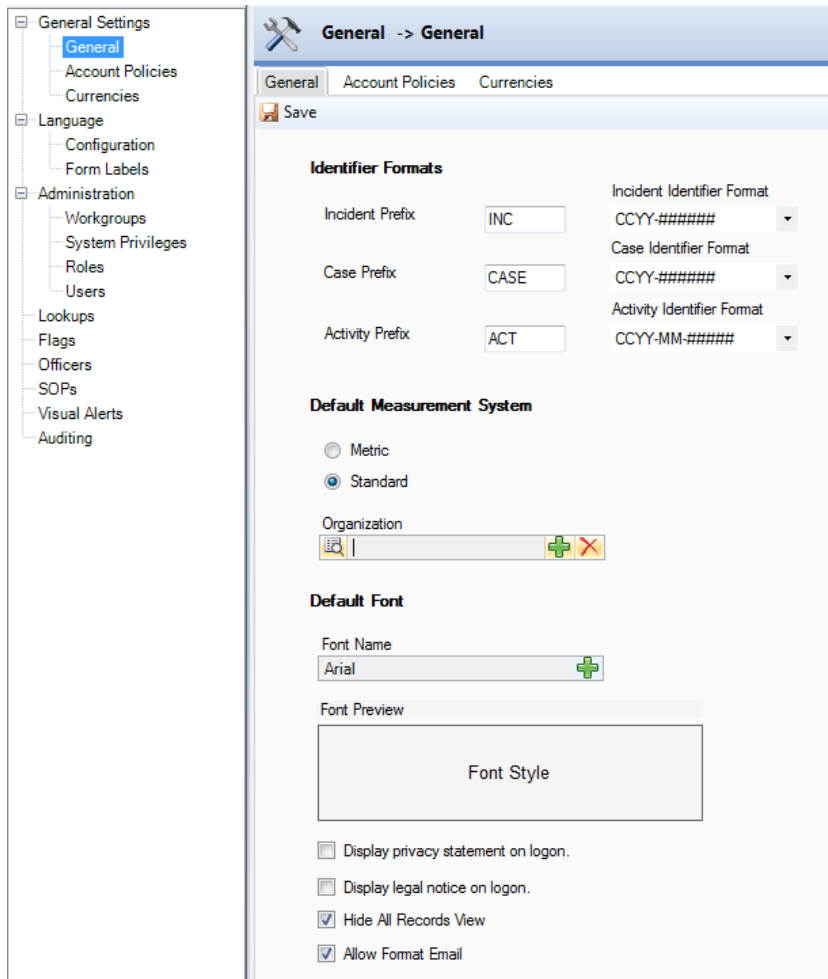 General Settings
General
Account Policies
Currencies
Language
Configuration
Form Labels
Administration
Workgroups
System Privileges
Roles
Users
Lookups
Flags
Officers
SOPs
Visual Alerts
Auditing
General -> General
General Account Policies Currencies
Save
Identifier Formats
Incident Identifier Format
Incident Prefix INC CCYY-######
Case Identifier Format
Case Prefix CASE CCYY-######
Activity Identifier Format
Activity Prefix ACT CCYY-MM-#####
Default Measurement System
Metric
Standard
Organization
Default Font
Font Name
Arial
Font Preview
Font Style
Display privacy statement on logon.
Display legal notice on logon.
Hide All Records View
Allow Format Email